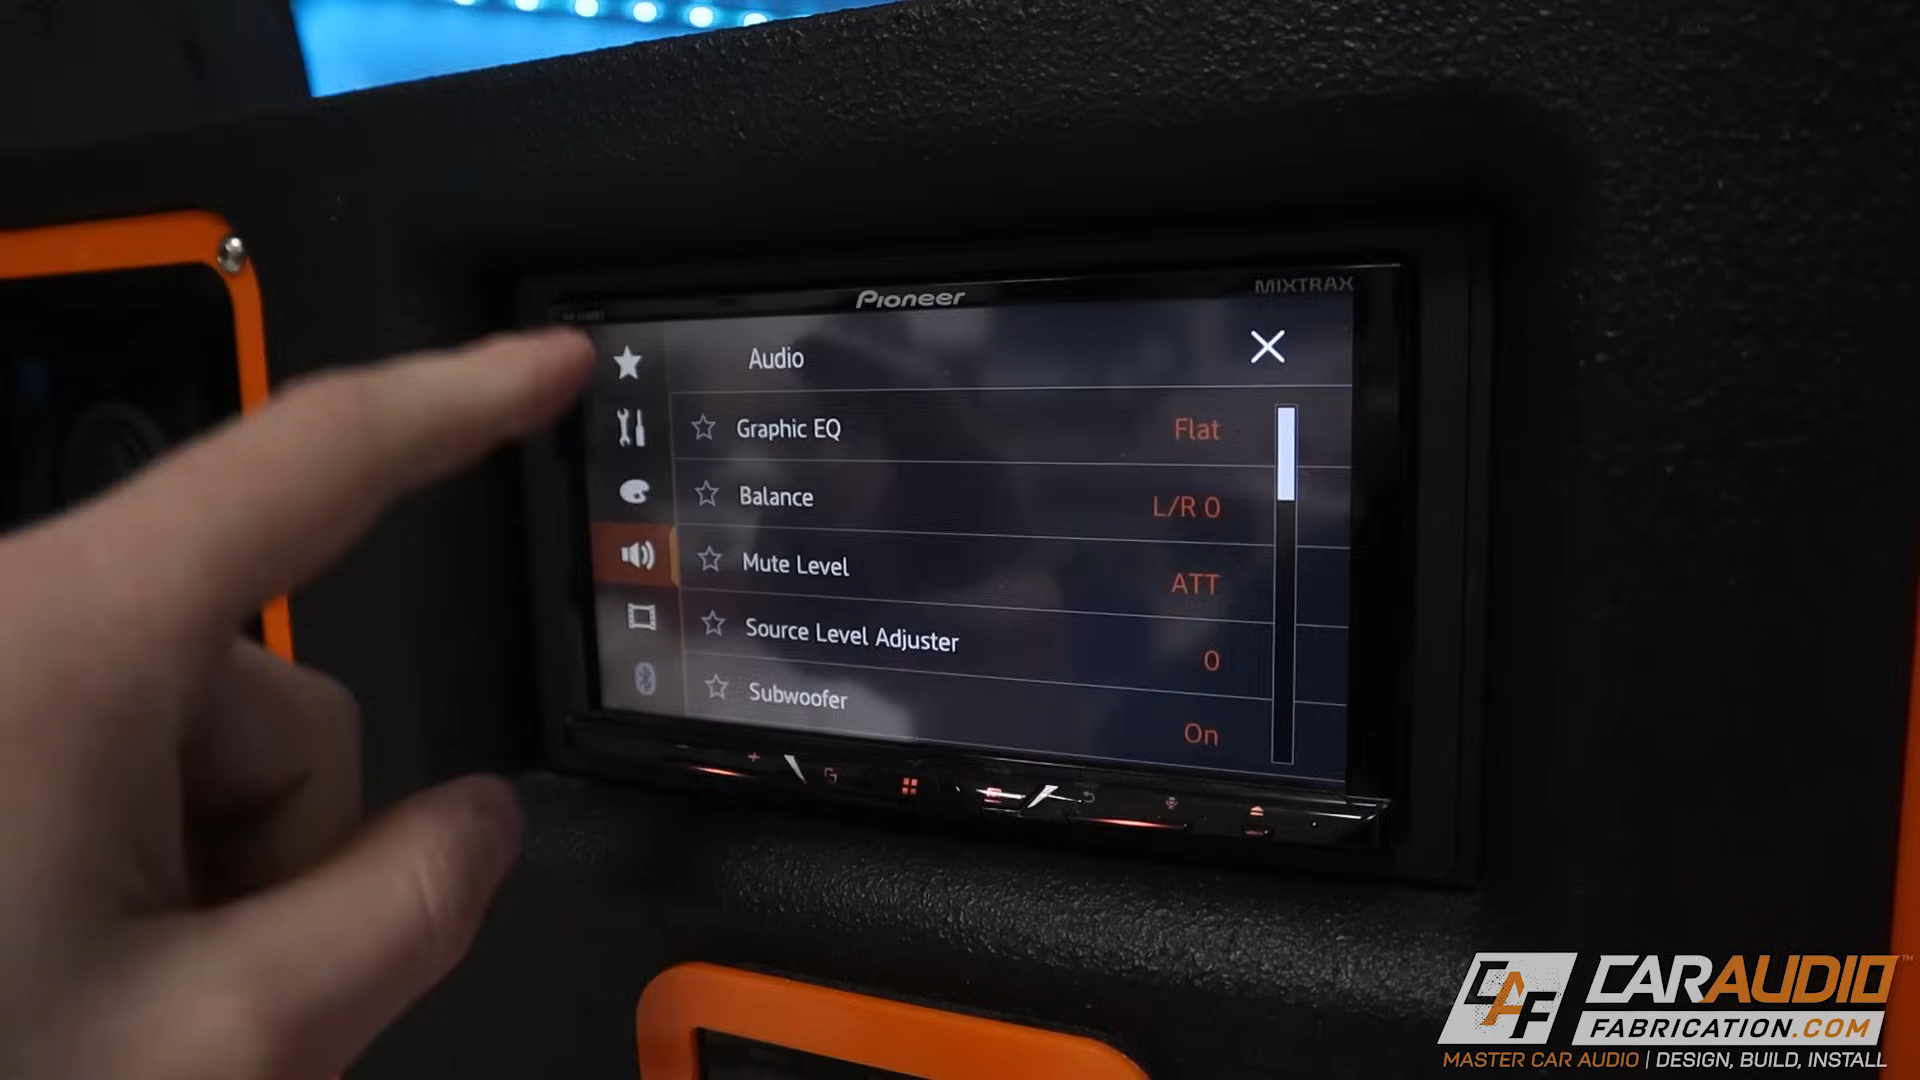 Pioneer
MIXTRAX
Audio
Graphic EQ
Flat
Balance
L/R 0
Mute Level
ATT
Source Level Adjuster
0
Subwoofer
On
CAF
CARAUDIO™
FABRICATION.COM
MASTER CAR AUDIO | DESIGN, BUILD, INSTALL